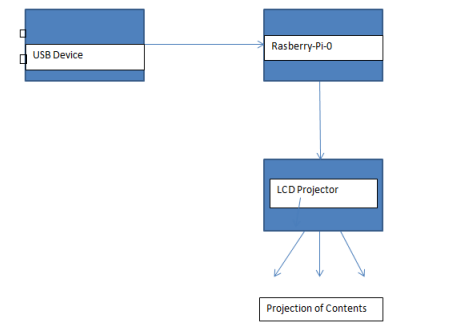 USB Device
Rasberry-Pi-0
LCD Projector
Projection of Contents